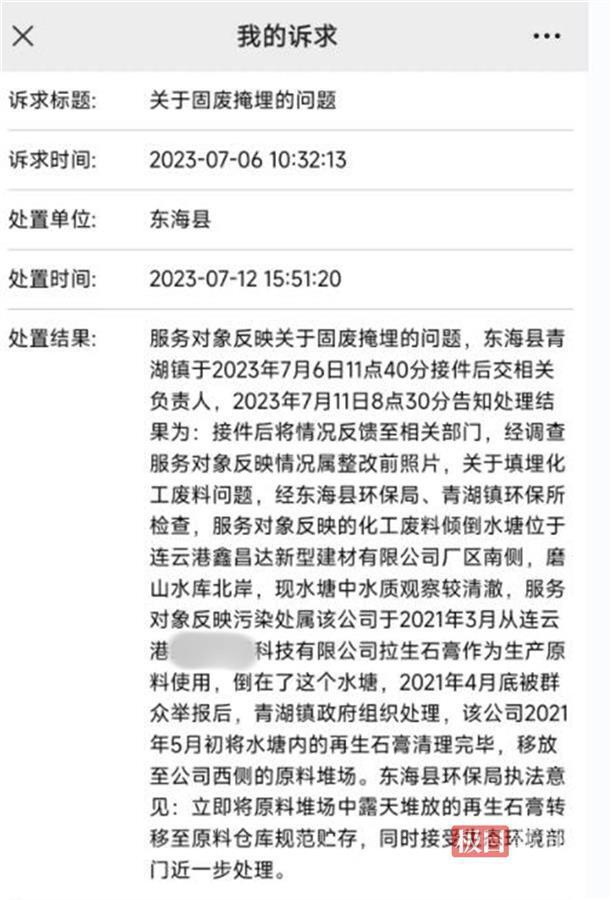 我的诉求
诉求标题: 关于固废掩埋的问题
诉求时间: 2023-07-06 10:32:13
处置单位: 东海县
处置时间: 2023-07-12 15:51:20
处置结果: 服务对象反映关于固废掩埋的问题，东海县青
湖镇于2023年7月6日11点40分接件后交相关
负责人，2023年7月11日8点30分告知处理结
果为：接件后将情况反馈至相关部门，经调查
服务对象反映情况属整改前照片，关于填埋化
工废料问题，经东海县环保局、青湖镇环保所
检查，服务对象反映的化工废料倾倒水塘位于
连云港鑫昌达新型建材有限公司厂区南侧，磨
山水库北岸，现水塘中水质观察较清澈，服务
对象反映污染处属该公司于2021年3月从连云
港科技有限公司拉生石膏作为生产原
料使用，倒在了这个水塘，2021年4月底被群
众举报后，青湖镇政府组织处理，该公司2021
年5月初将水塘内的再生石膏清理完毕，移放
至公司西侧的原料堆场。东海县环保局执法意
见：立即将原料堆场中露天堆放的再生石膏转
移至原料仓库规范贮存，同时接受生态环境部
门近一步处理。
极目